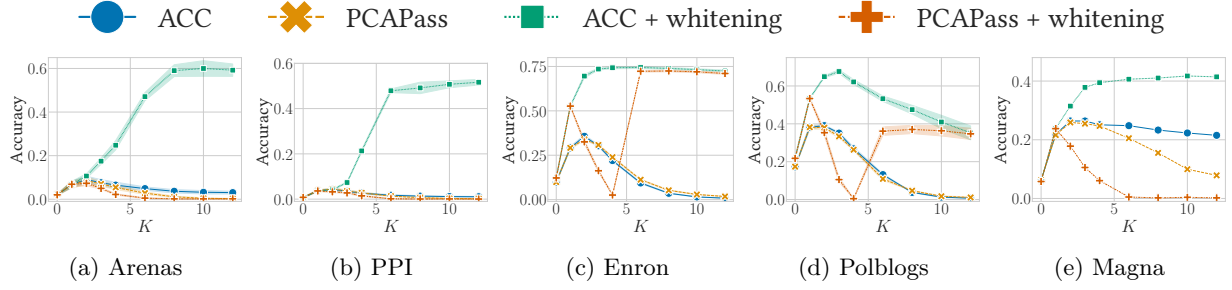 ACC PCAPass ACC + whitening PCAPass + whitening
Accuracy
0.6
0.4
0.2
0.0
0 5 10
K
(a) Arenas
Accuracy
0.6
0.4
0.2
0.0
0 5 10
K
(b) PPI
Accuracy
0.75
0.50
0.25
0.00
0 5 10
K
(c) Enron
Accuracy
0.6
0.4
0.2
0.0
0 5 10
K
(d) Polblogs
Accuracy
0.4
0.2
0.0
0 5 10
K
(e) Magna